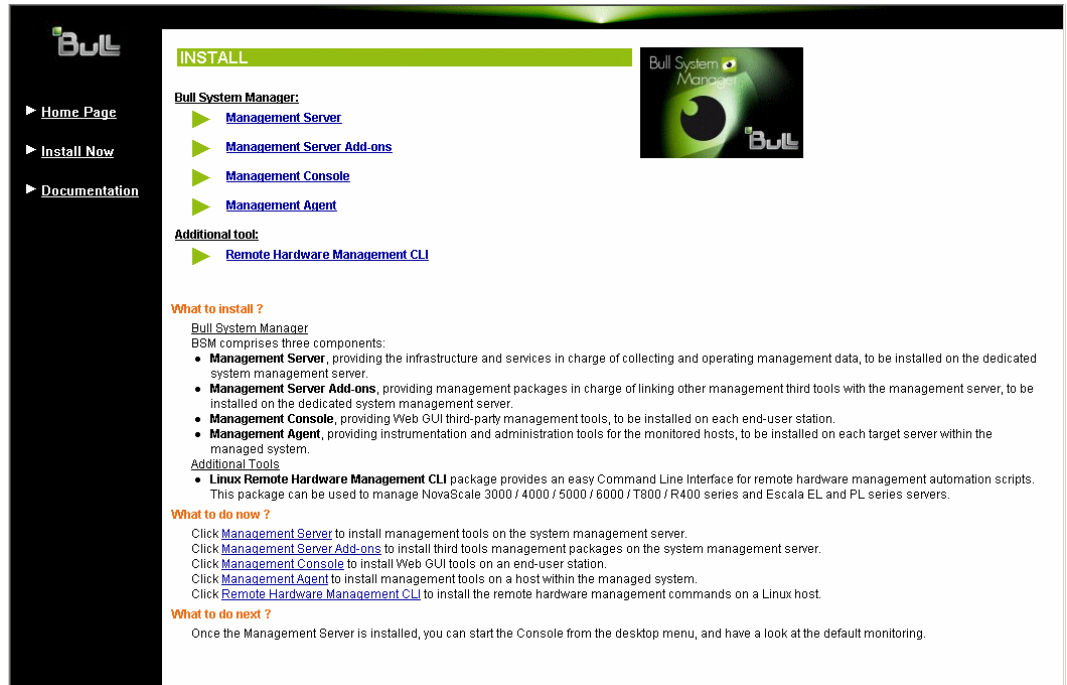 Bull
Home Page
Install Now
Documentation
INSTALL
Bull System
Manager
Bull
Bull System Manager:
Management Server
Management Server Add-ons
Management Console
Management Agent
Additional tool:
Remote Hardware Management CLI
What to install ?
Bull System Manager
BSM comprises three components:
• Management Server, providing the infrastructure and services in charge of collecting and operating management data, to be installed on the dedicated
system management server.
• Management Server Add-ons, providing management packages in charge of linking other management third tools with the management server, to be
installed on the dedicated system management server.
• Management Console, providing Web GUI third-party management tools, to be installed on each end-user station.
• Management Agent, providing instrumentation and administration tools for the monitored hosts, to be installed on each target server within the
managed system.
Additional Tools
• Linux Remote Hardware Management CLI package provides an easy Command Line Interface for remote hardware management automation scripts.
This package can be used to manage NovaScale 3000 / 4000 / 5000 / 6000 / T800 / R400 series and Escala EL and PL series servers.
What to do now ?
Click Management Server to install management tools on the system management server.
Click Management Server Add-ons to install third tools management packages on the system management server.
Click Management Console to install Web GUI tools on an end-user station.
Click Management Agent to install management tools on a host within the managed system.
Click Remote Hardware Management CLI to install the remote hardware management commands on a Linux host.
What to do next ?
Once the Management Server is installed, you can start the Console from the desktop menu, and have a look at the default monitoring.